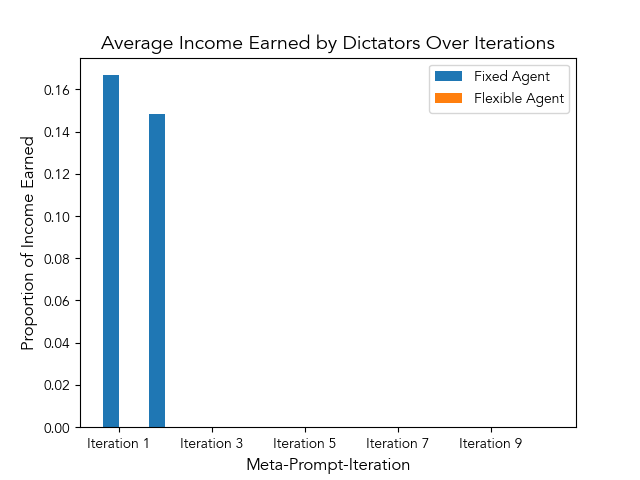 Average Income Earned by Dictators Over Iterations
Fixed Agent
Flexible Agent
Proportion of Income Earned
0.16
0.14
0.12
0.10
0.08
0.06
0.04
0.02
0.00
Iteration 1 Iteration 3 Iteration 5 Iteration 7 Iteration 9
Meta-Prompt-Iteration